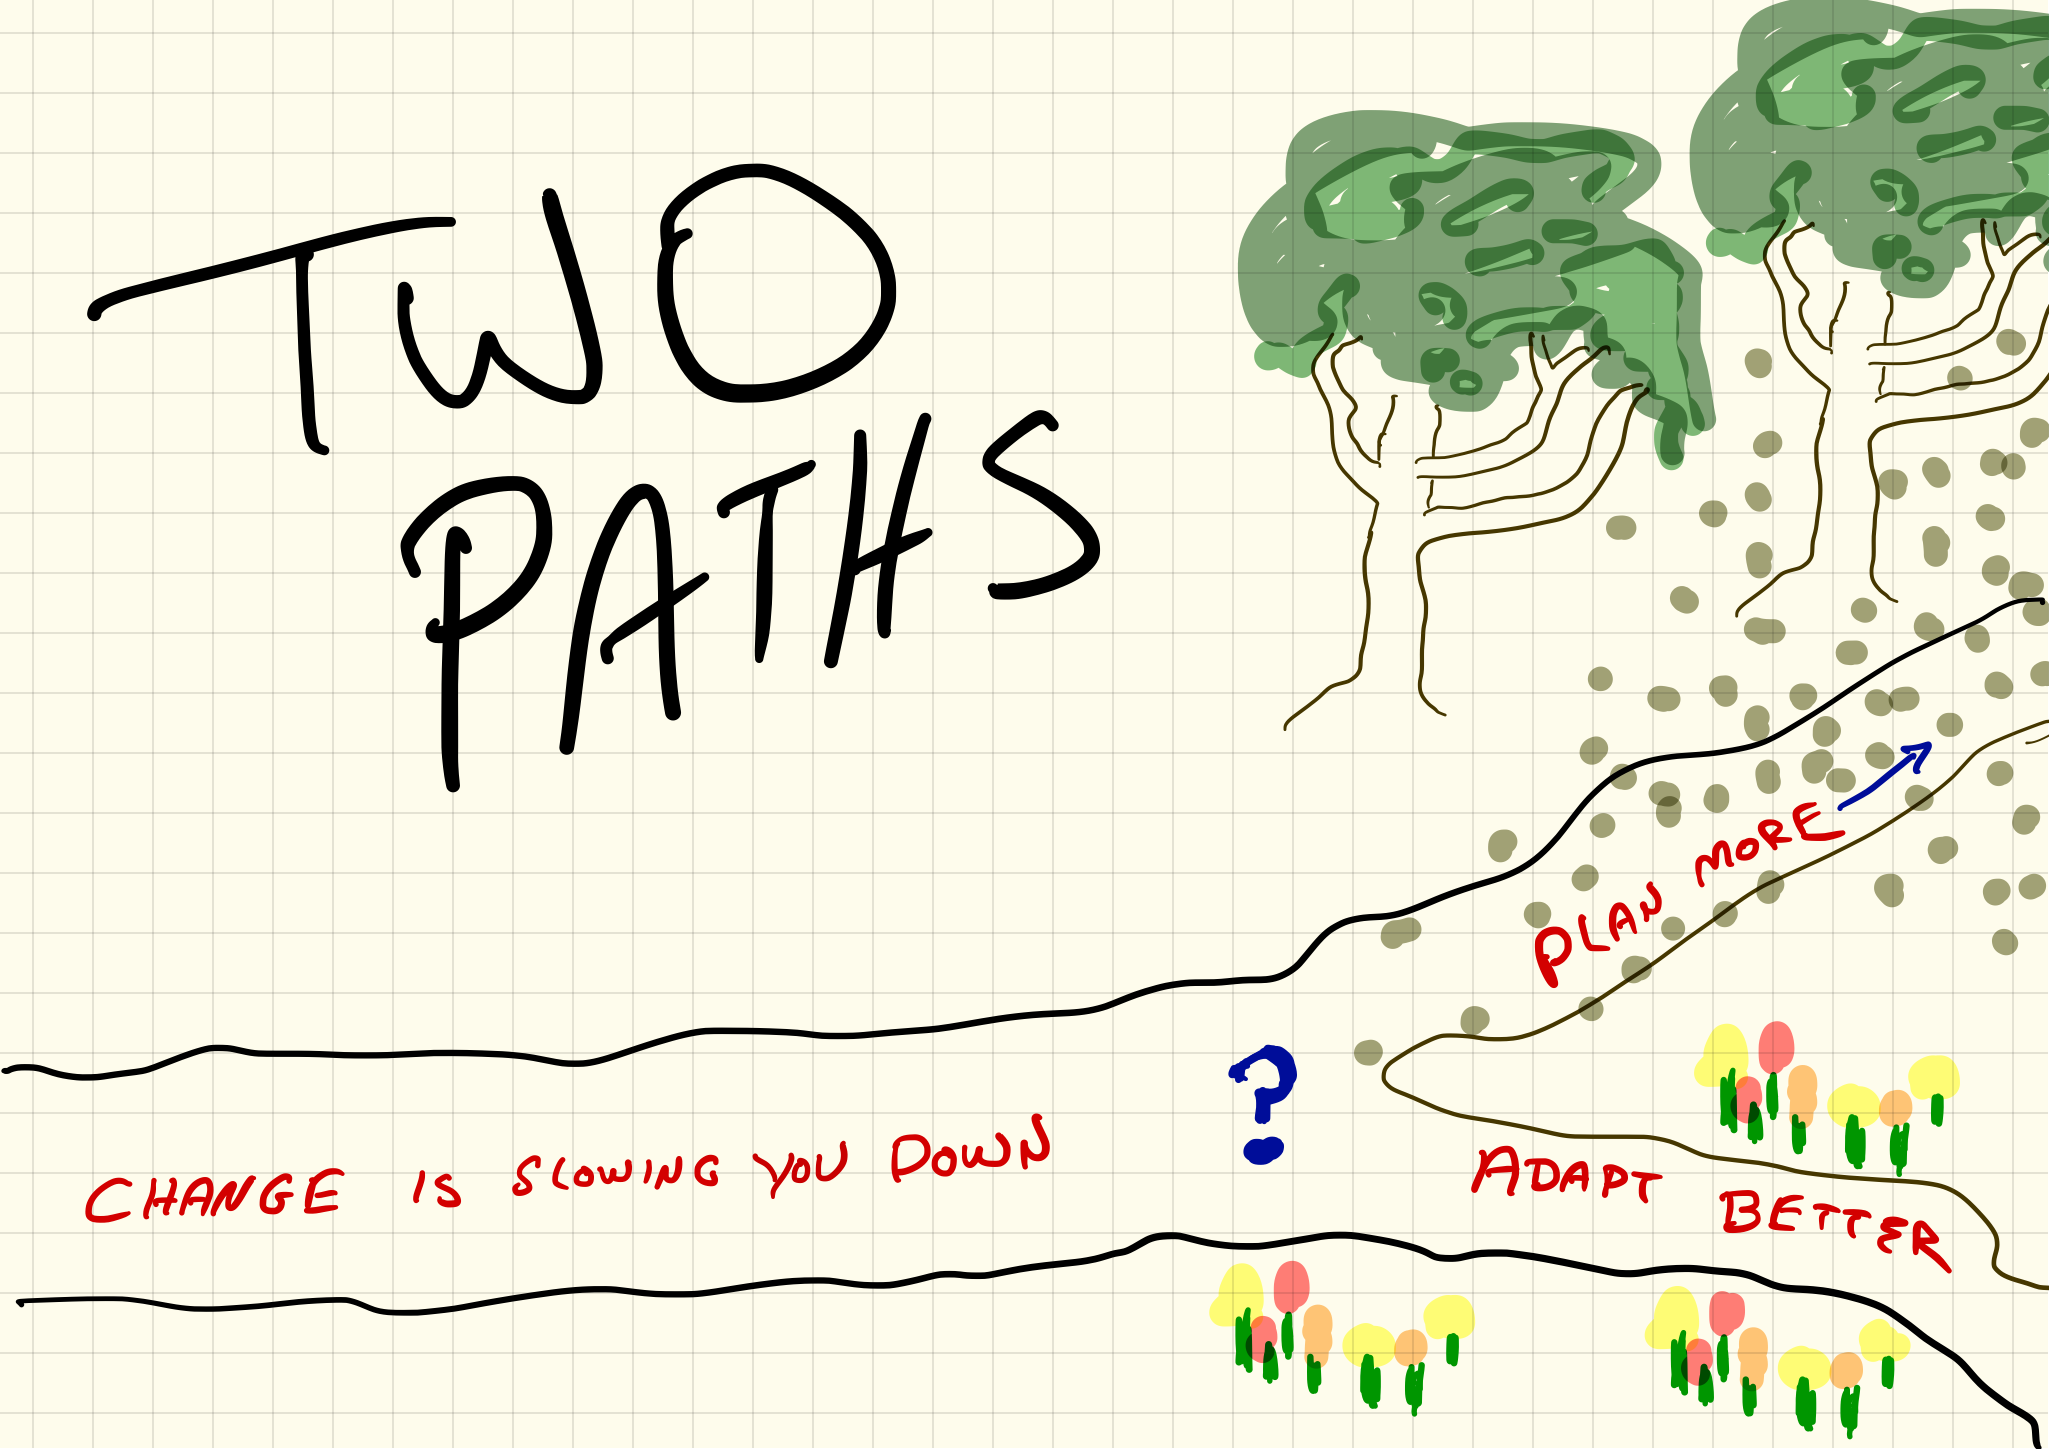 TWO
PATHS
PLAN MORE
?
CHANGE IS SLOWING YOU DOWN
ADAPT BETTER